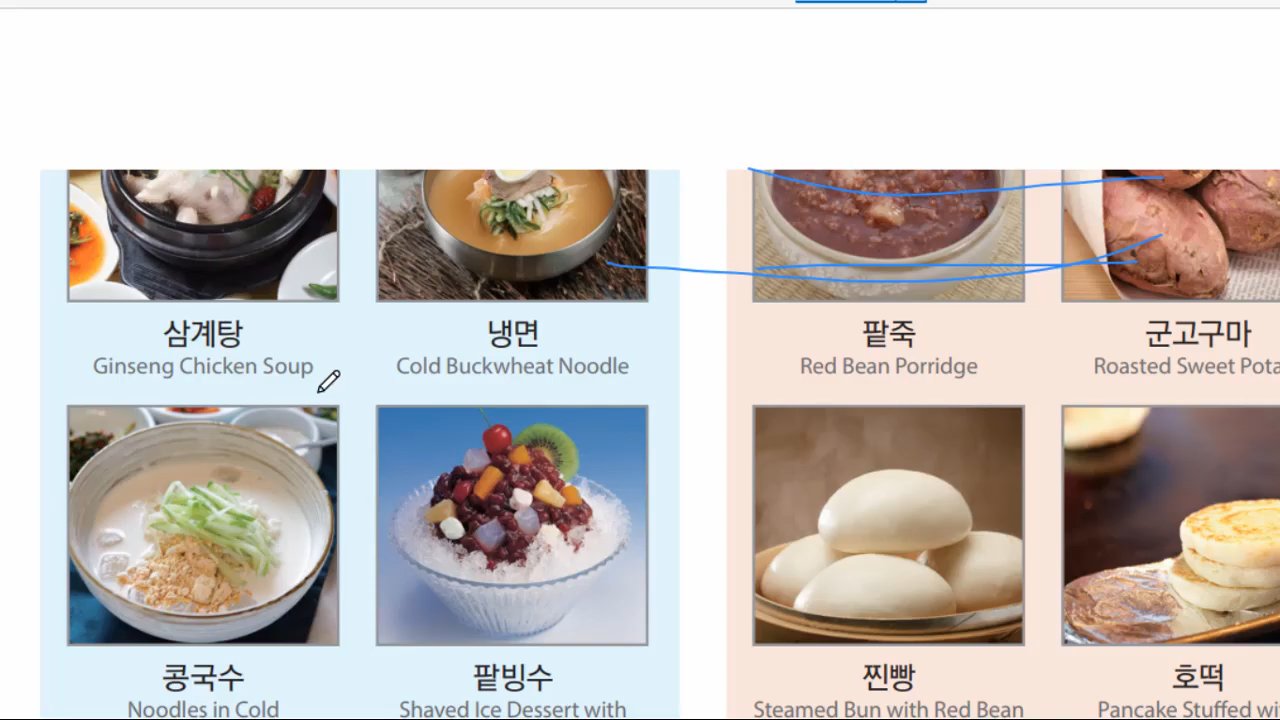 삼계탕 냉면 팥죽 군고구마
Ginseng Chicken Soup Cold Buckwheat Noodle Red Bean Porridge Roasted Sweet Pota
콩국수 팥빙수 찐빵 호떡
Noodles in Cold Shaved Ice Dessert with Steamed Bun with Red Bean Pancake Stuffed wi